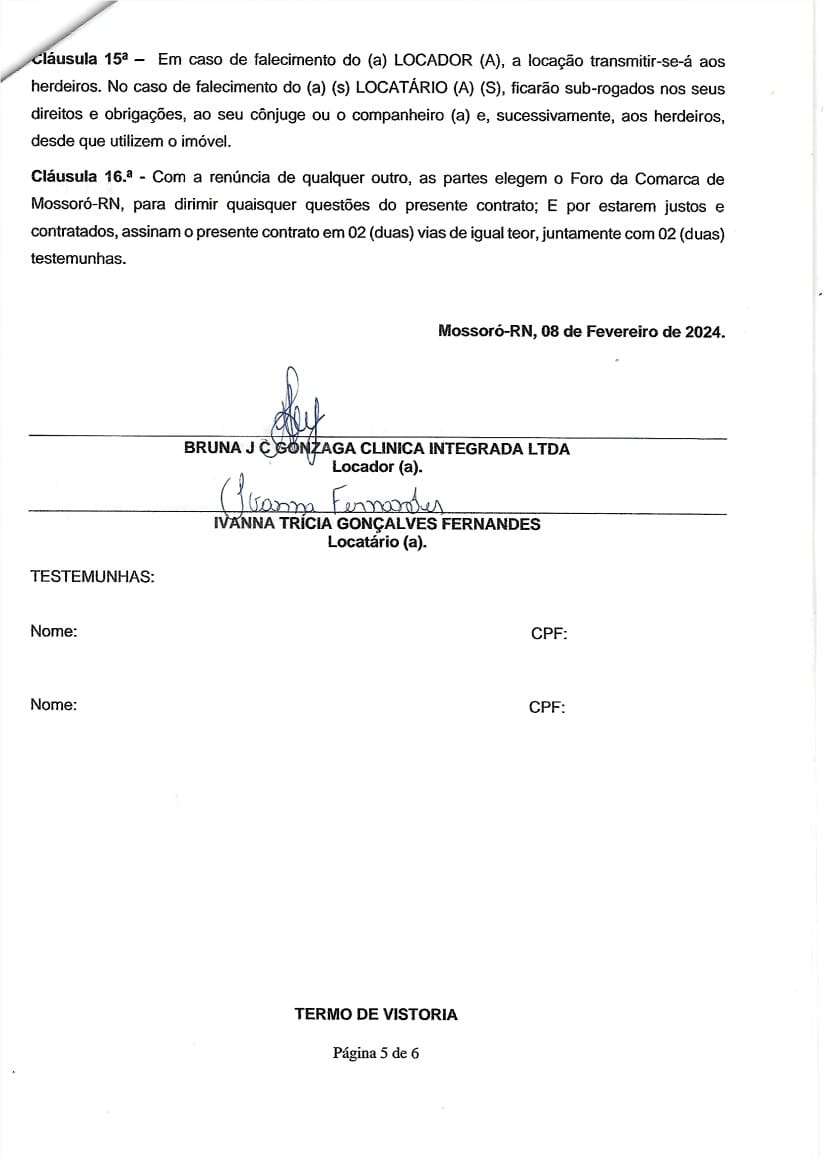 Cláusula 15ª – Em caso de falecimento do (a) LOCADOR (A), a locação transmitir-se-á aos
herdeiros. No caso de falecimento do (a) (s) LOCATÁRIO (A) (S), ficarão sub-rogados nos seus
direitos e obrigações, ao seu cônjuge ou o companheiro (a) e, sucessivamente, aos herdeiros,
desde que utilizem o imóvel.
Cláusula 16.ª - Com a renúncia de qualquer outro, as partes elegem o Foro da Comarca de
Mossoró-RN, para dirimir quaisquer questões do presente contrato; E por estarem justos e
contratados, assinam o presente contrato em 02 (duas) vias de igual teor, juntamente com 02 (duas)
testemunhas.
Mossoró-RN, 08 de Fevereiro de 2024.
BRUNA J C GONZAGA CLINICA INTEGRADA LTDA
Locador (a).
Ivanna Fernandes
IVANNA TRÍCIA GONÇALVES FERNANDES
Locatário (a).
TESTEMUNHAS:
Nome: CPF:
Nome: CPF:
TERMO DE VISTORIA
Página 5 de 6